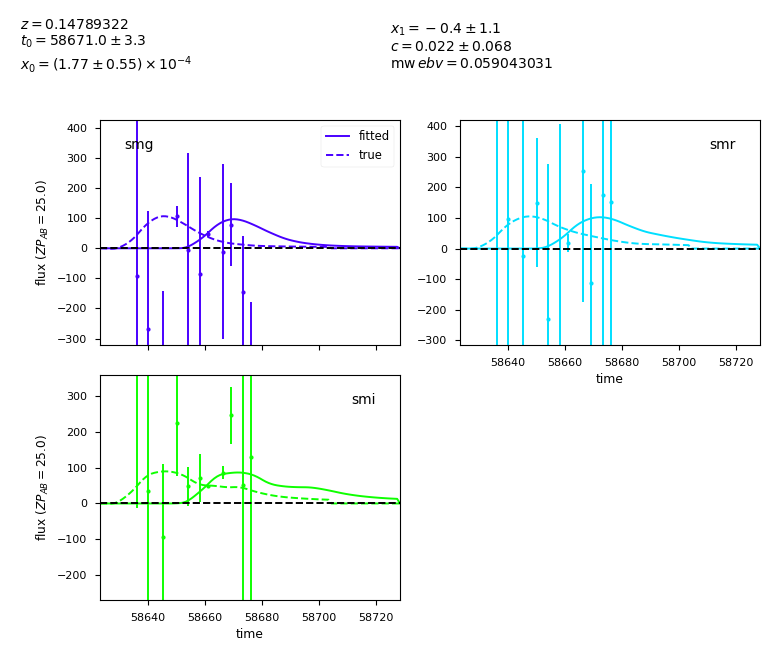 z = 0.14789322
t₀ = 58671.0 ± 3.3
x₀ = (1.77 ± 0.55) × 10⁻⁴
x₁ = −0.4 ± 1.1
c = 0.022 ± 0.068
mw ebv = 0.059043031
smg
fitted
true
400
300
200
100
0
−100
−200
−300
flux (ZP_AB = 25.0)
smr
400
300
200
100
0
−100
−200
−300
58640 58660 58680 58700 58720
time
smi
300
200
100
0
−100
−200
flux (ZP_AB = 25.0)
58640 58660 58680 58700 58720
time